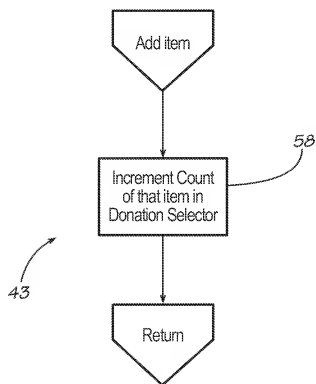 Add item
58
Increment Count
of that item in
Donation Selector
43
Return